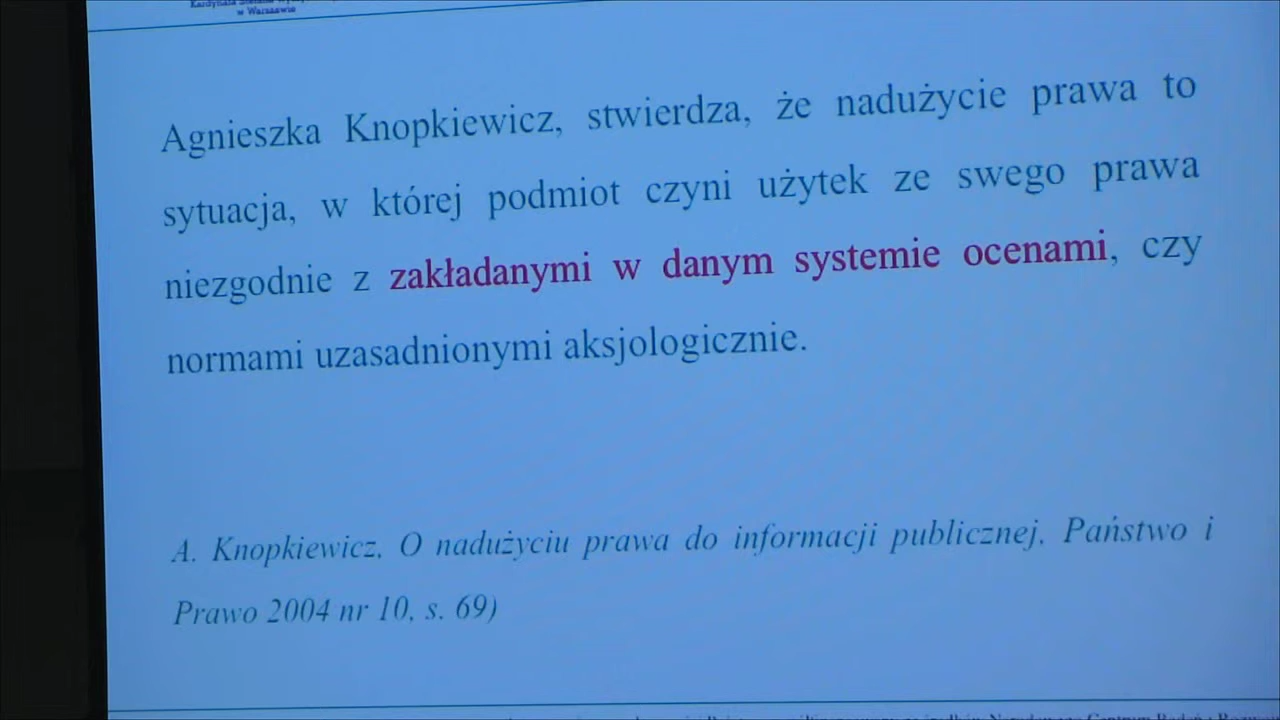 w Warszawie
Agnieszka Knopkiewicz, stwierdza, że nadużycie prawa to
sytuacja, w której podmiot czyni użytek ze swego prawa
niezgodnie z zakładanymi w danym systemie ocenami, czy
normami uzasadnionymi aksjologicznie.
A. Knopkiewicz, O nadużyciu prawa do informacji publicznej, Państwo i
Prawo 2004 nr 10, s. 69)